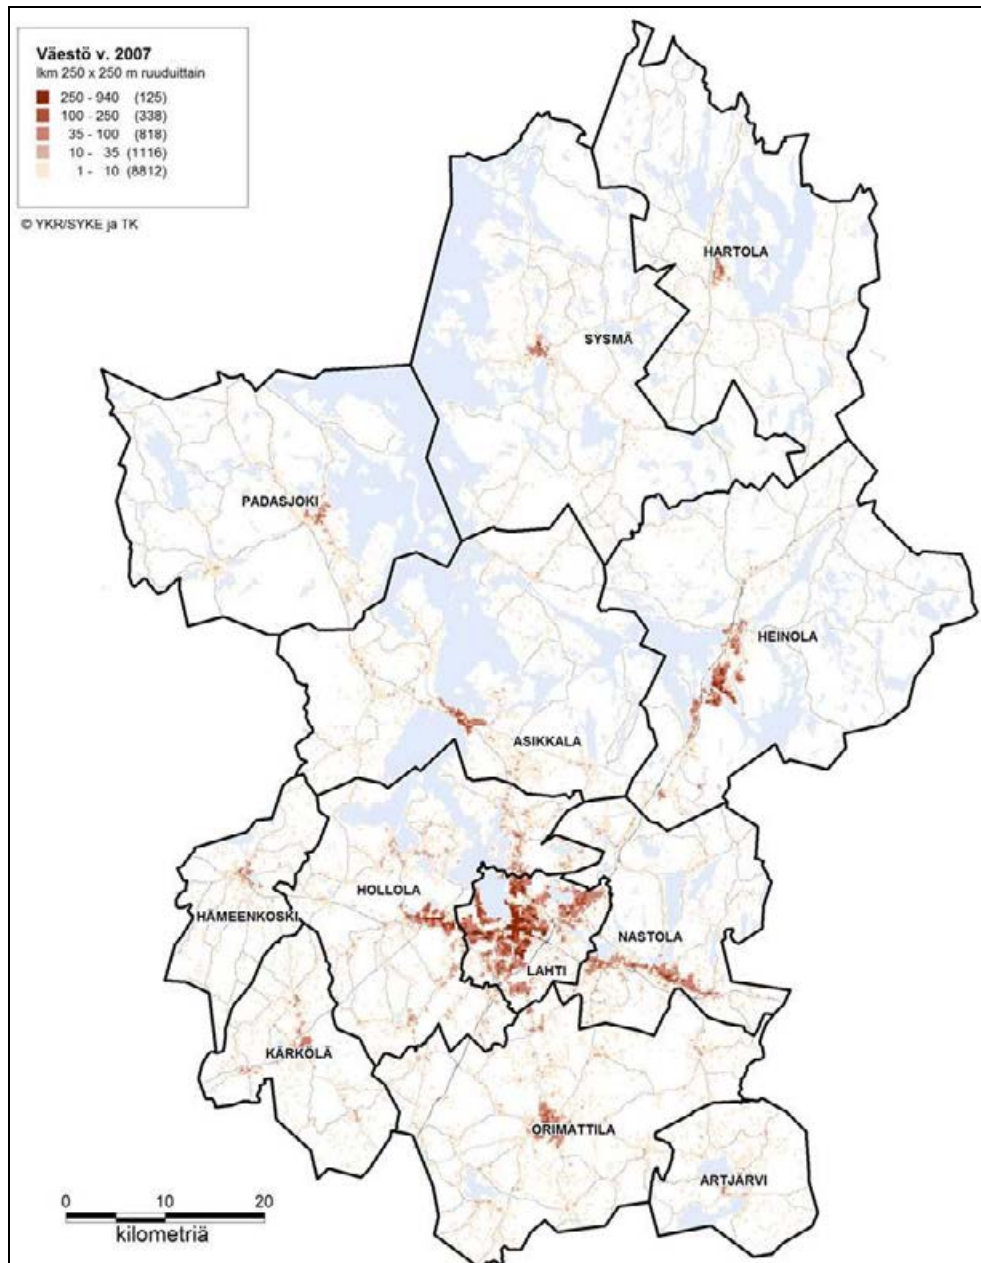 Väestö v. 2007
lkm 250 x 250 m ruuduittain
250 - 940 (125)
100 - 250 (338)
35 - 100 (818)
10 - 35 (1116)
1 - 10 (8812)
© YKR/SYKE ja TK
HARTOLA
SYSMÄ
PADASJOKI
HEINOLA
ASIKKALA
HOLLOLA
HÄMEENKOSKI
NASTOLA
LAHTI
KÄRKÖLÄ
ORIMATTILA
ARTJÄRVI
0 10 20
kilometriä